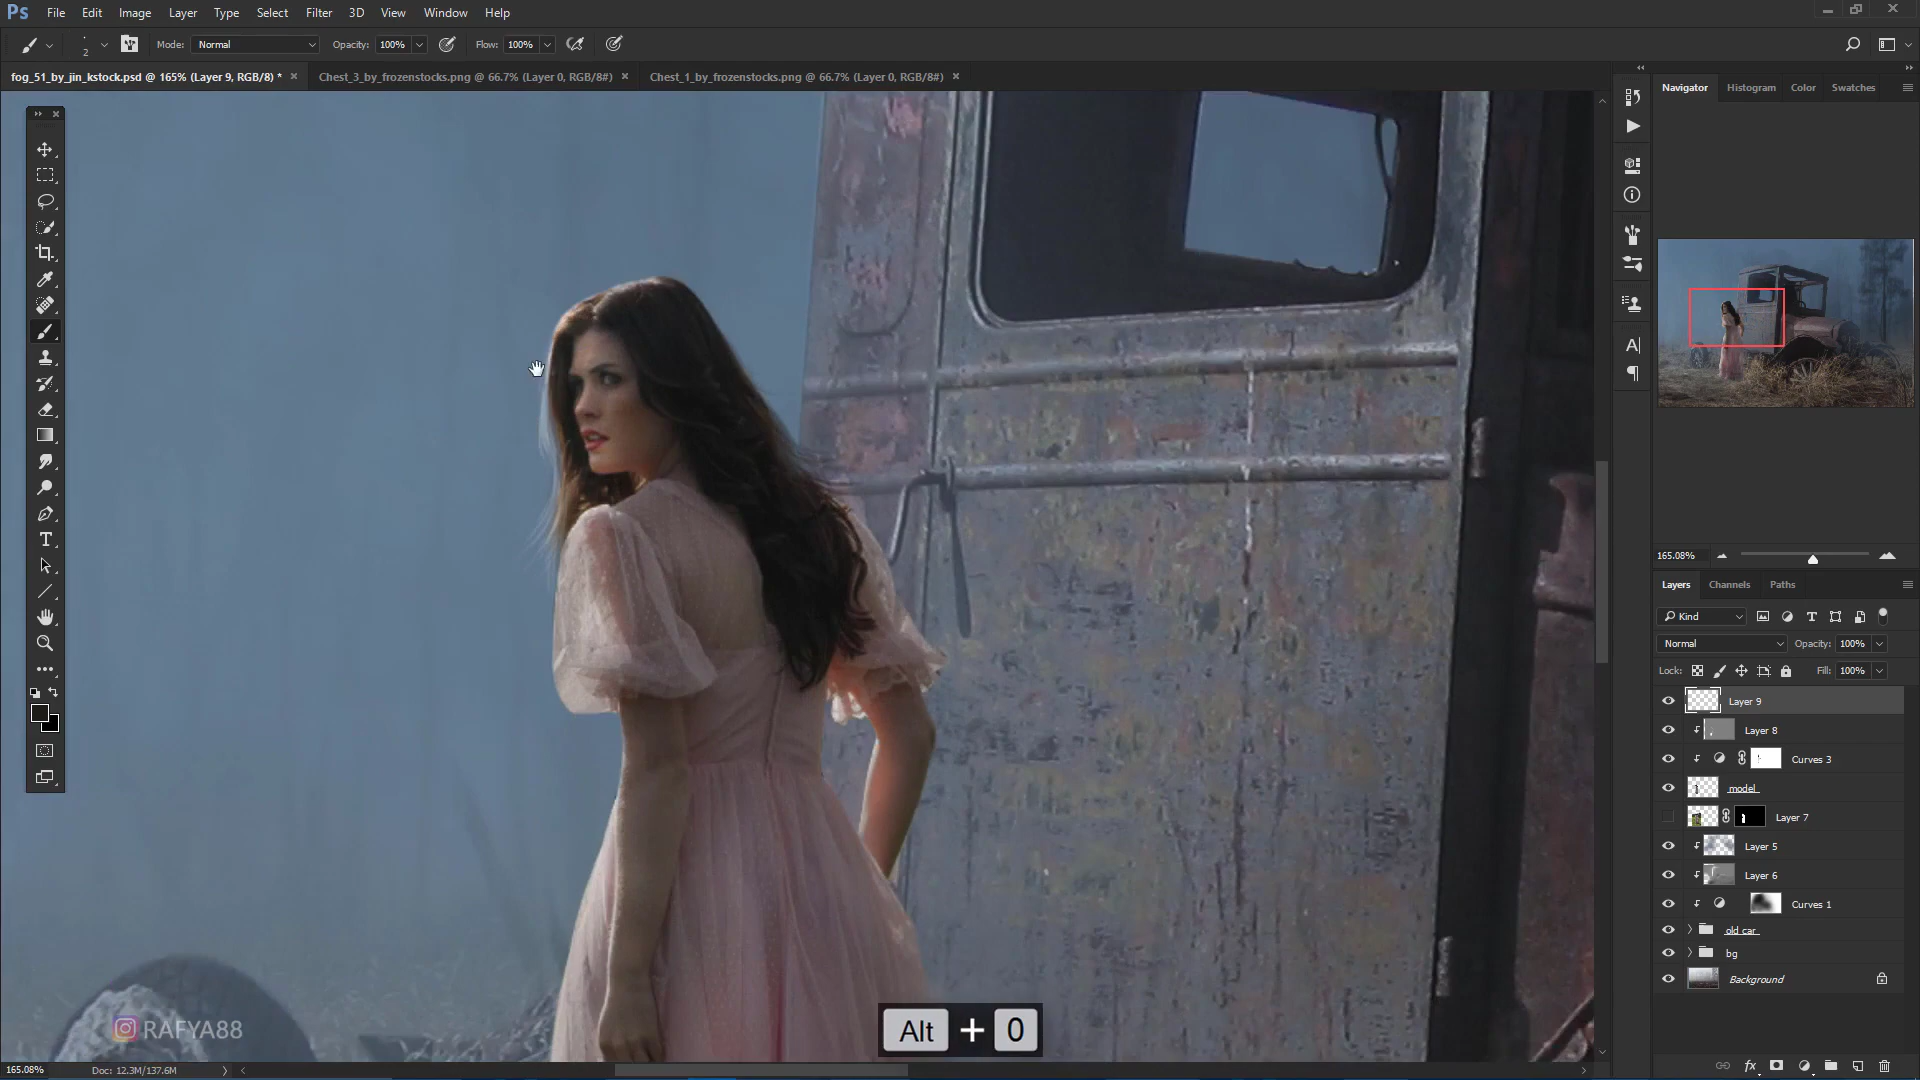 Ps File Edit Image Layer Type Select Filter 3D View Window Help
2 Mode: Normal Opacity: 100% Flow: 100%
fog_51_by_jin_kstock.psd @ 165% (Layer 9, RGB/8) * × Chest_3_by_frozenstocks.png @ 66.7% (Layer 0, RGB/8#) × Chest_1_by_frozenstocks.png @ 66.7% (Layer 0, RGB/8#) ×
Navigator Histogram Color Swatches
165.08%
Layers Channels Paths
Kind
Normal Opacity: 100%
Lock: Fill: 100%
Layer 9
Layer 8
Curves 3
model
Layer 7
Layer 5
Layer 6
Curves 1
old car
bg
Background
RAFYA88
Alt + 0
165.08% Doc: 12.3M/137.6M
fx